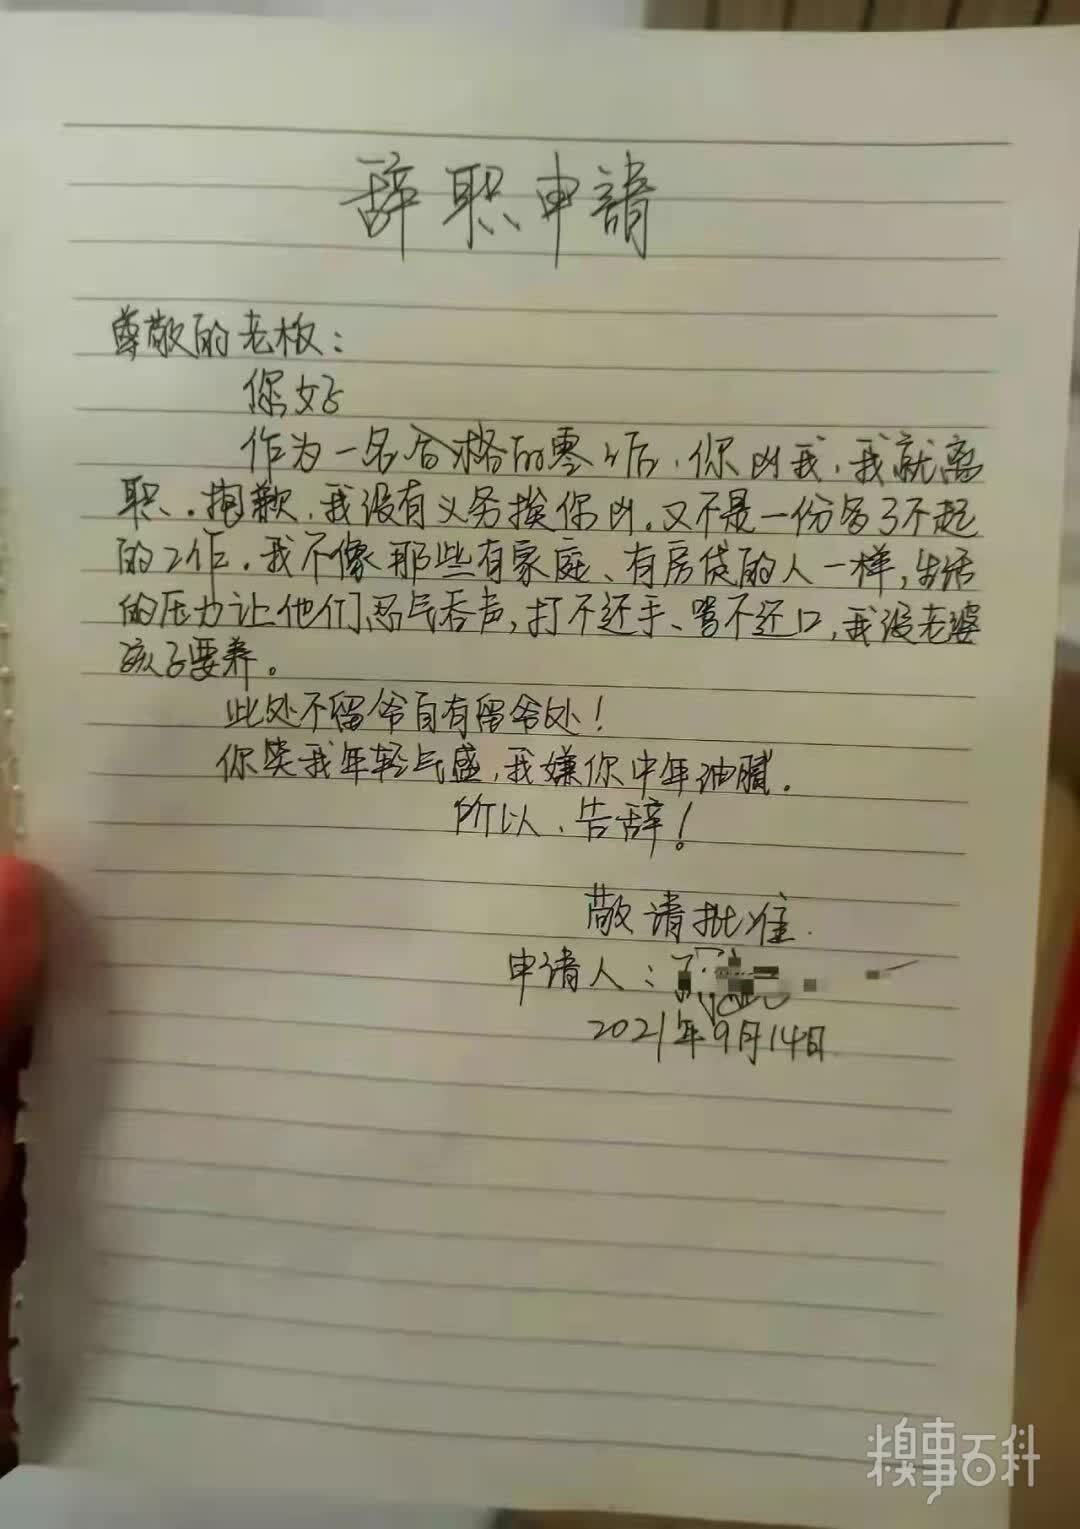 辞职申請
尊敬的老板：
您好
作为一名合格的零0后，你凶我，我就离
职。抱歉，我没有义务挨你凶。又不是一份多了不起
的工作。我不像那些有家庭、有房贷的人一样，生活
的压力让他们忍气吞声，打不还手、骂不还口，我没老婆
孩子要养。
此处不留爷自有留爷处！
你笑我年轻气盛，我嫌你中年油腻。
所以、告辞！
敬请批准.
申请人：
2021年9月14日
糗事百科